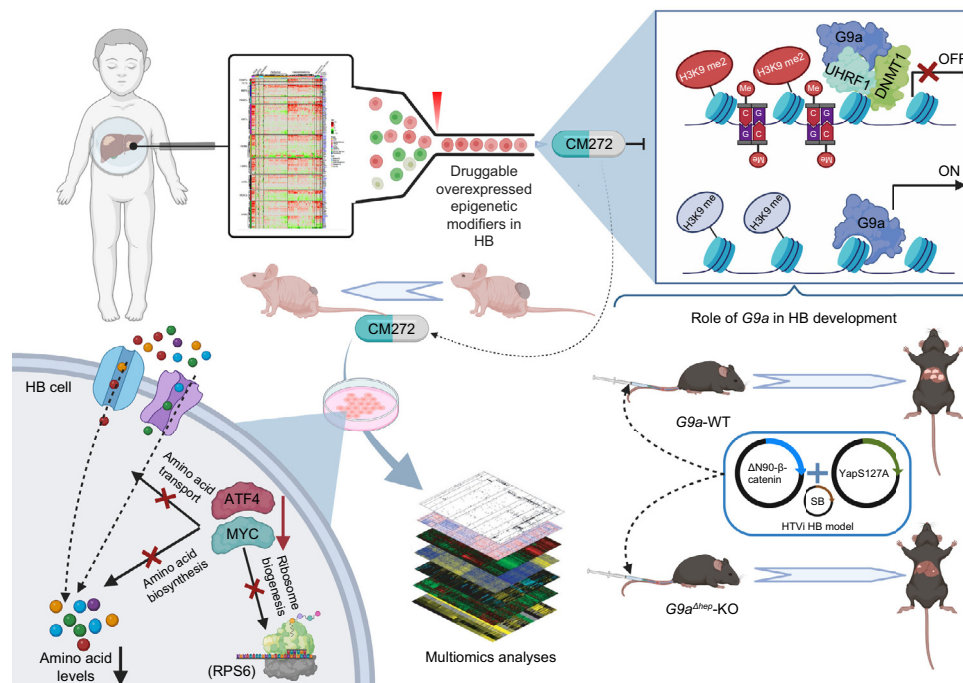 Druggable
overexpressed
epigenetic
modifiers in
HB
CM272
G9a
UHRF1
DNMT1
H3K9 me2
H3K9 me2
OFF
Me
Me
C G
C G
G C
G C
Me
Me
ON
H3K9 me
H3K9 me
G9a
Role of G9a in HB development
CM272
HB cell
Amino acid
transport
ATF4
MYC
Amino acid
biosynthesis
Ribosome
biogenesis
(RPS6)
Amino acid
levels
Multiomics analyses
G9a-WT
ΔN90-β-
catenin
+
YapS127A
SB
HTVi HB model
G9aΔhep-KO